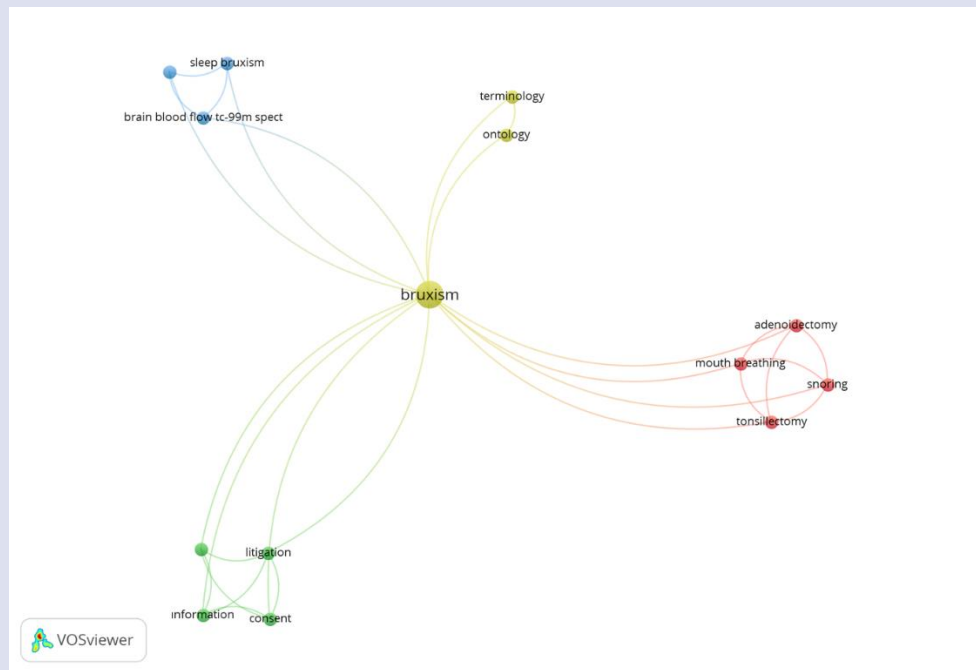 sleep bruxism
terminology
brain blood flow tc-99m spect
ontology
bruxism
adenoidectomy
mouth breathing
snoring
tonsillectomy
litigation
information
consent
VOSviewer